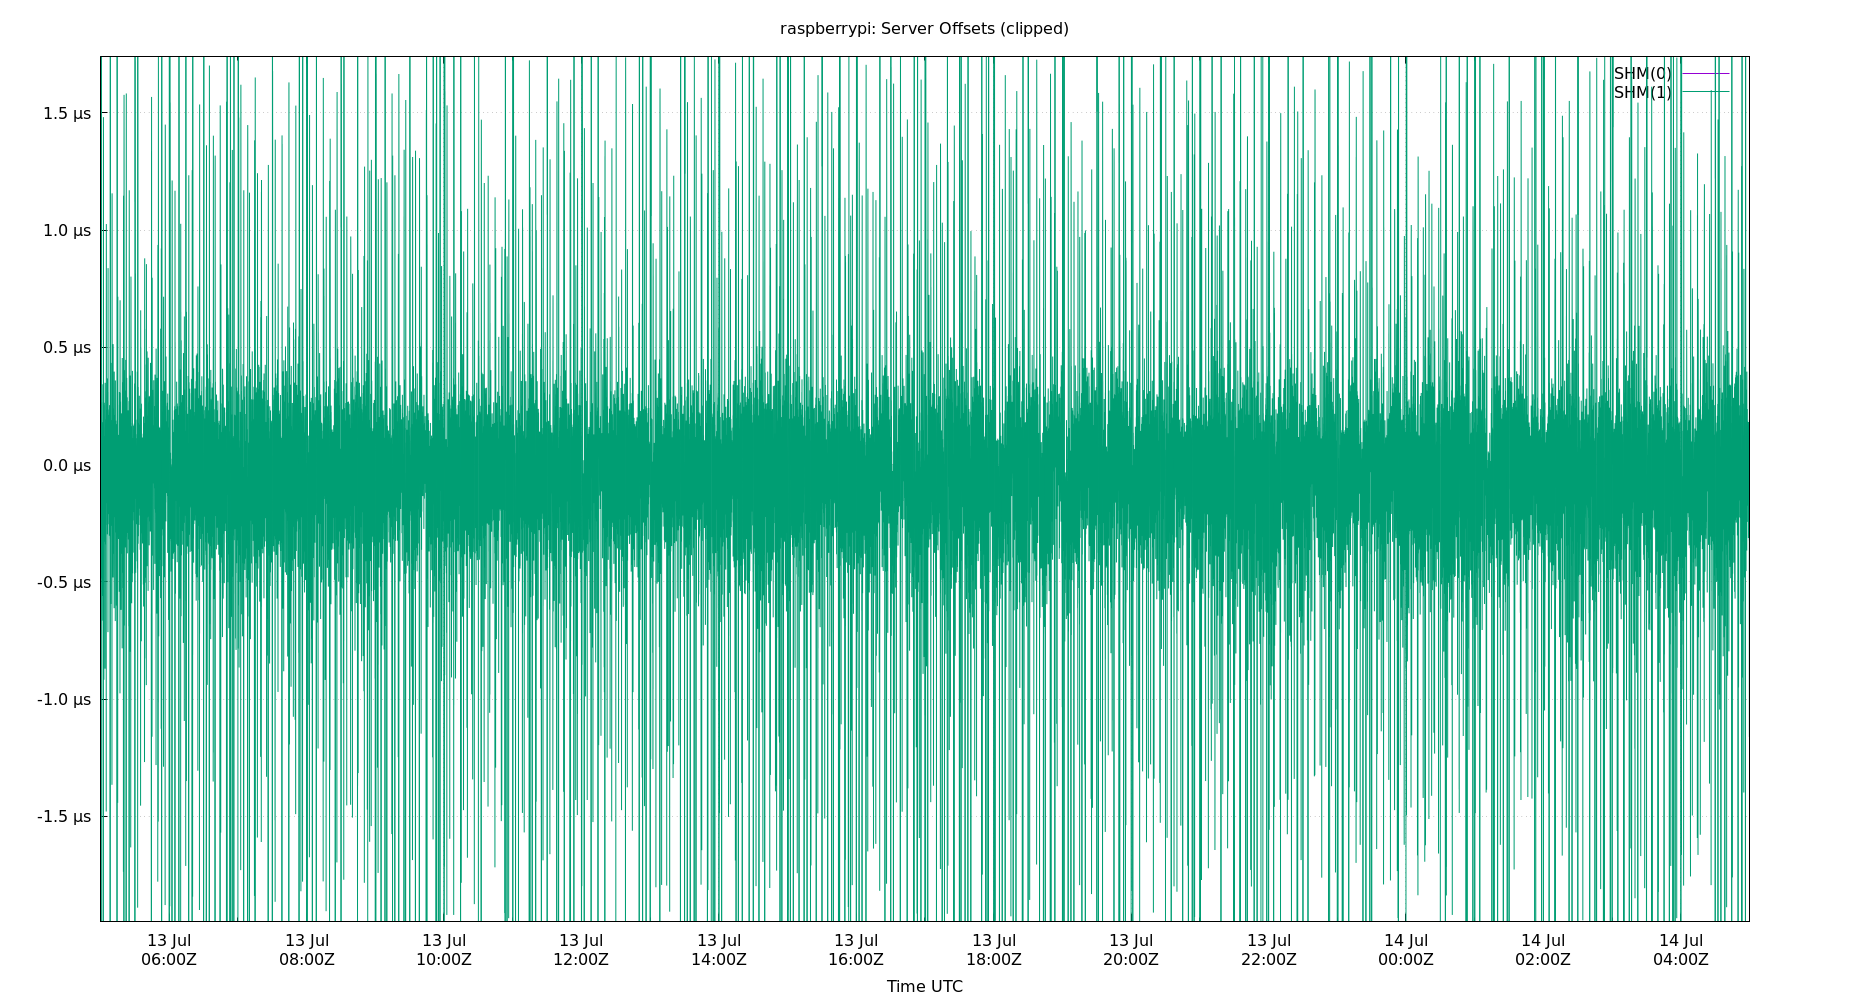 raspberrypi: Server Offsets (clipped)
SHM(0)
SHM(1)
1.5 µs
1.0 µs
0.5 µs
0.0 µs
-0.5 µs
-1.0 µs
-1.5 µs
13 Jul 13 Jul 13 Jul 13 Jul 13 Jul 13 Jul 13 Jul 13 Jul 13 Jul 14 Jul 14 Jul 14 Jul
06:00Z 08:00Z 10:00Z 12:00Z 14:00Z 16:00Z 18:00Z 20:00Z 22:00Z 00:00Z 02:00Z 04:00Z
Time UTC